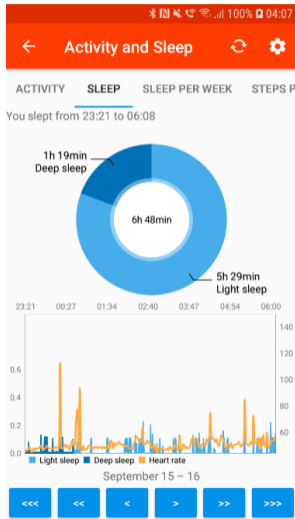 100% 04:07
Activity and Sleep
ACTIVITY SLEEP SLEEP PER WEEK STEPS P
You slept from 23:21 to 06:08
1h 19min
Deep sleep
6h 48min
5h 29min
Light sleep
23:21 00:27 01:34 02:40 03:47 04:54 06:00
140
0.6
100
0.4
0.2
60
0.0
Light sleep Deep sleep Heart rate
September 15 – 16
<<< << < > >> >>>